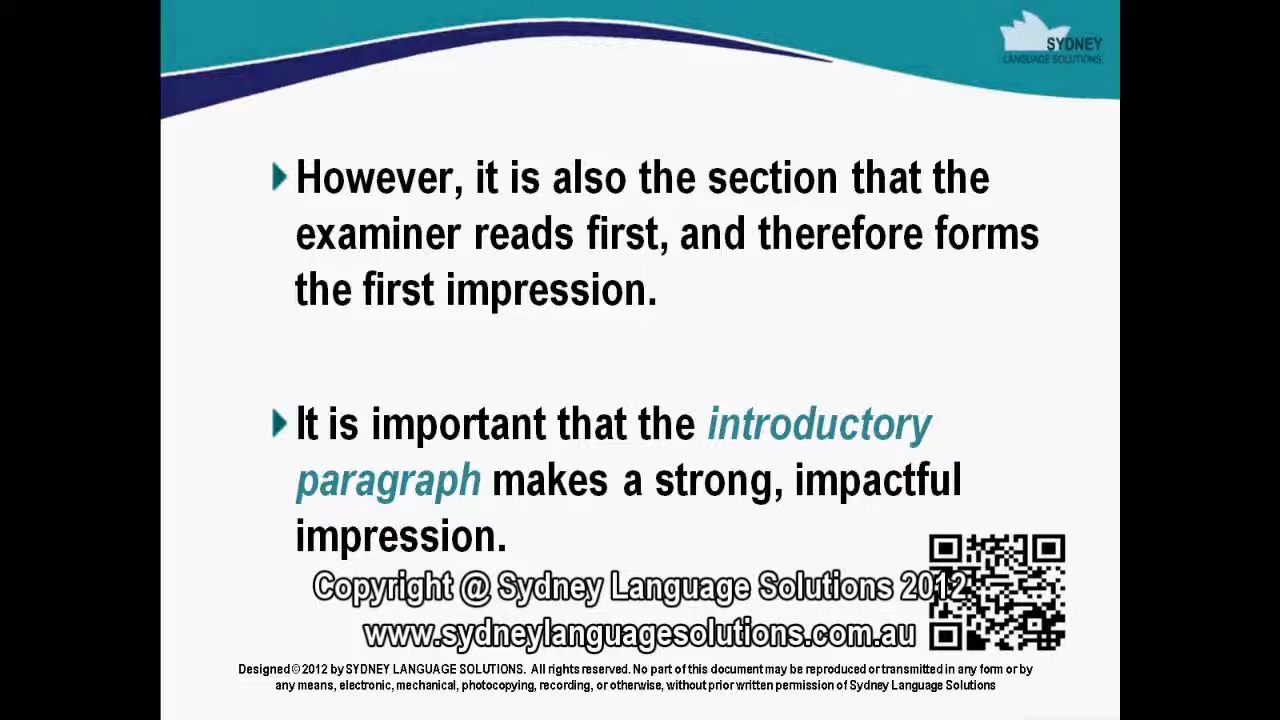 SYDNEY
LANGUAGE SOLUTIONS
However, it is also the section that the
examiner reads first, and therefore forms
the first impression.
It is important that the introductory
paragraph makes a strong, impactful
impression.
Copyright @ Sydney Language Solutions 2012
www.sydneylanguagesolutions.com.au
Designed © 2012 by SYDNEY LANGUAGE SOLUTIONS. All rights reserved. No part of this document may be reproduced or transmitted in any form or by
any means, electronic, mechanical, photocopying, recording, or otherwise, without prior written permission of Sydney Language Solutions